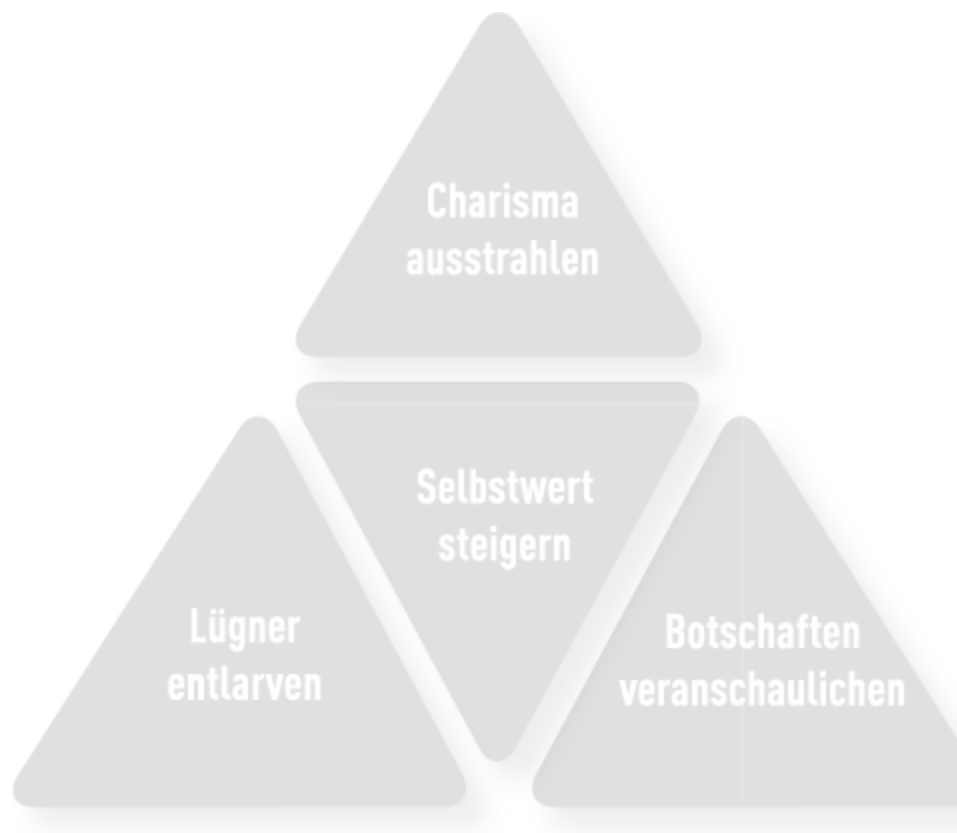 Charisma
ausstrahlen
Selbstwert
steigern
Lügner
entlarven
Botschaften
veranschaulichen